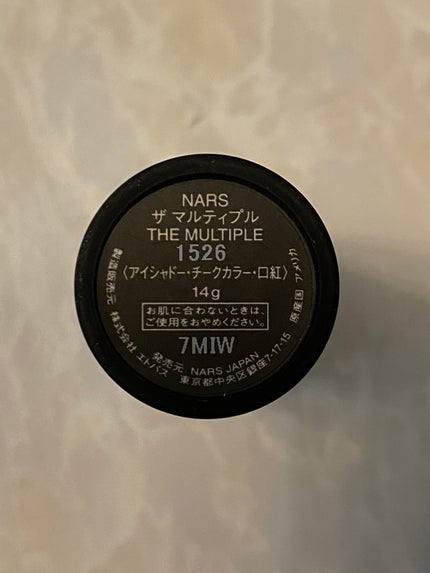 NARS
ザ マルティプル
THE MULTIPLE
1526
〈アイシャドー・チークカラー・口紅〉
14g
お肌に合わないときは、
ご使用をおやめください。
7MIW
発売元 NARS JAPAN
東京都中央区銀座7-17-15
製造販売元 株式会社 エトバス
原産国 アメリカ